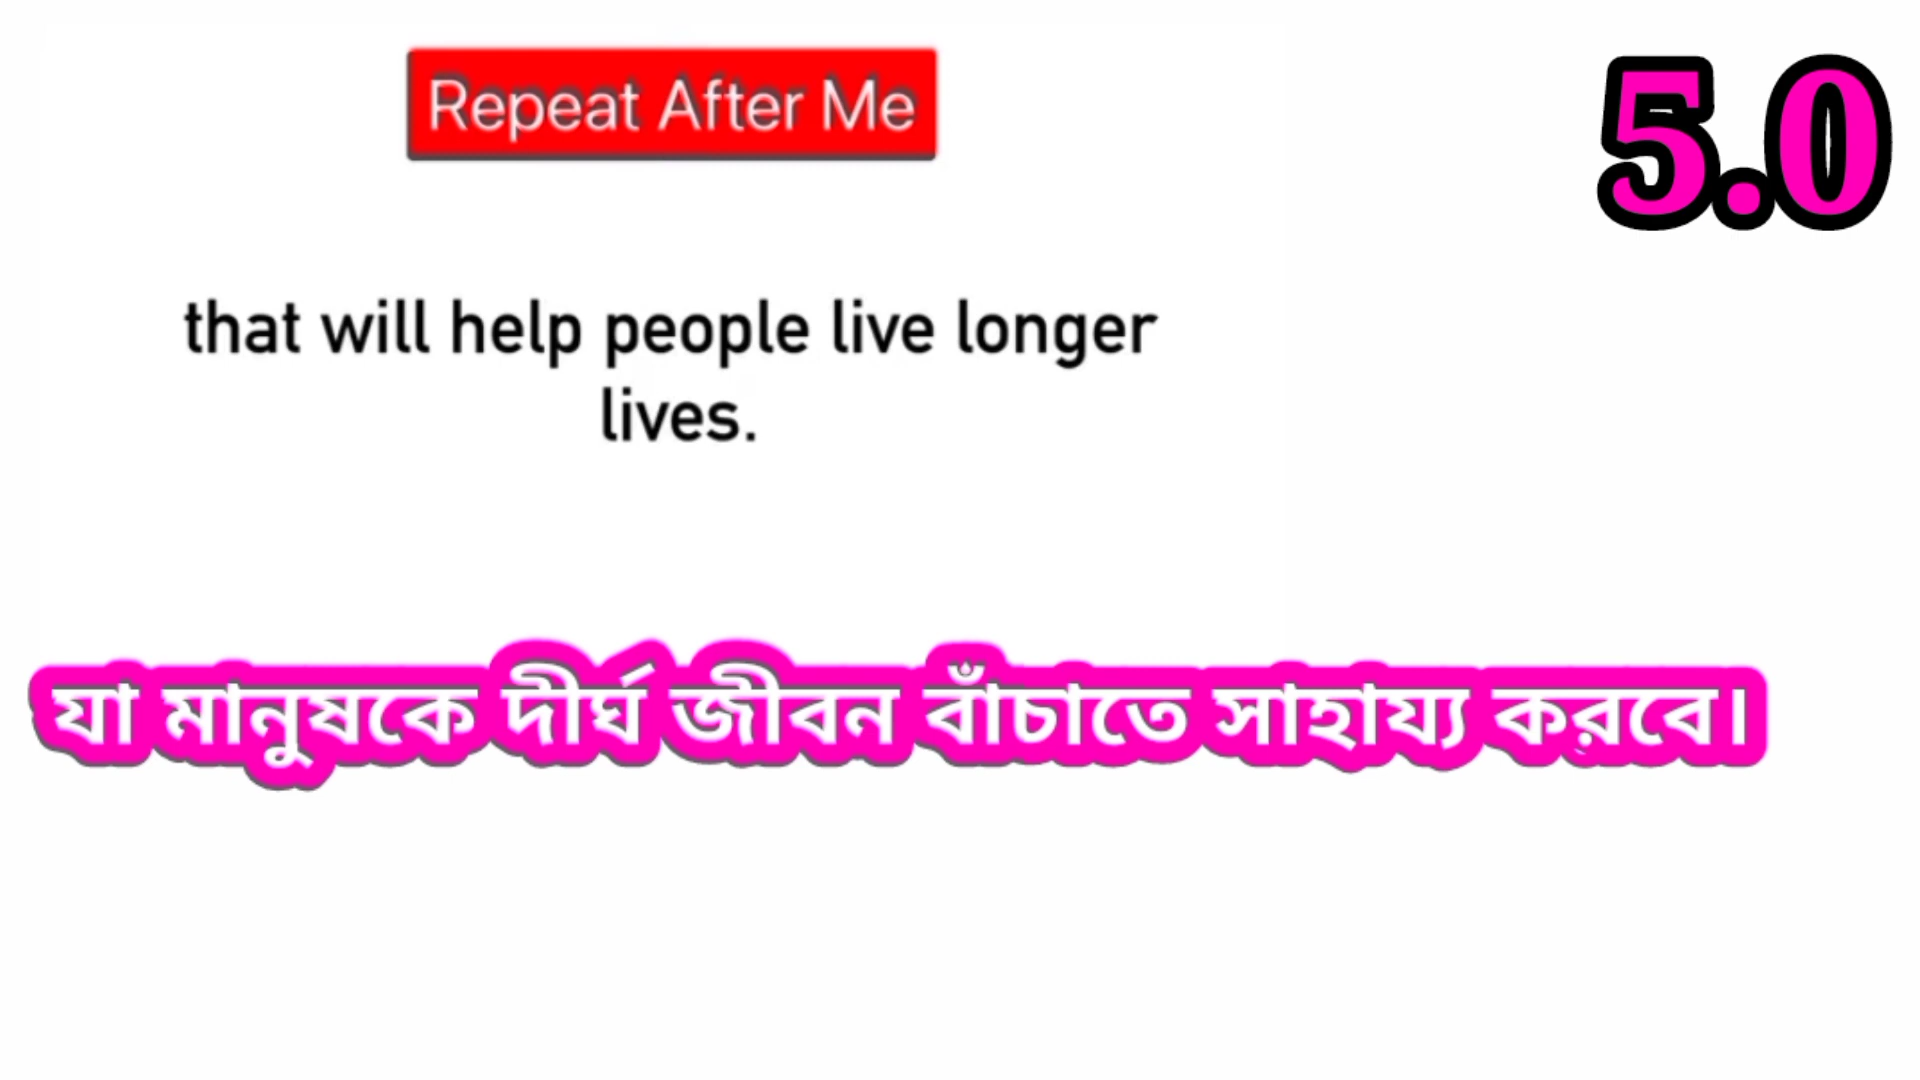 Repeat After Me
5.0
that will help people live longer
lives.
যা মানুষকে দীর্ঘ জীবন বাঁচাতে সাহায্য করবে।